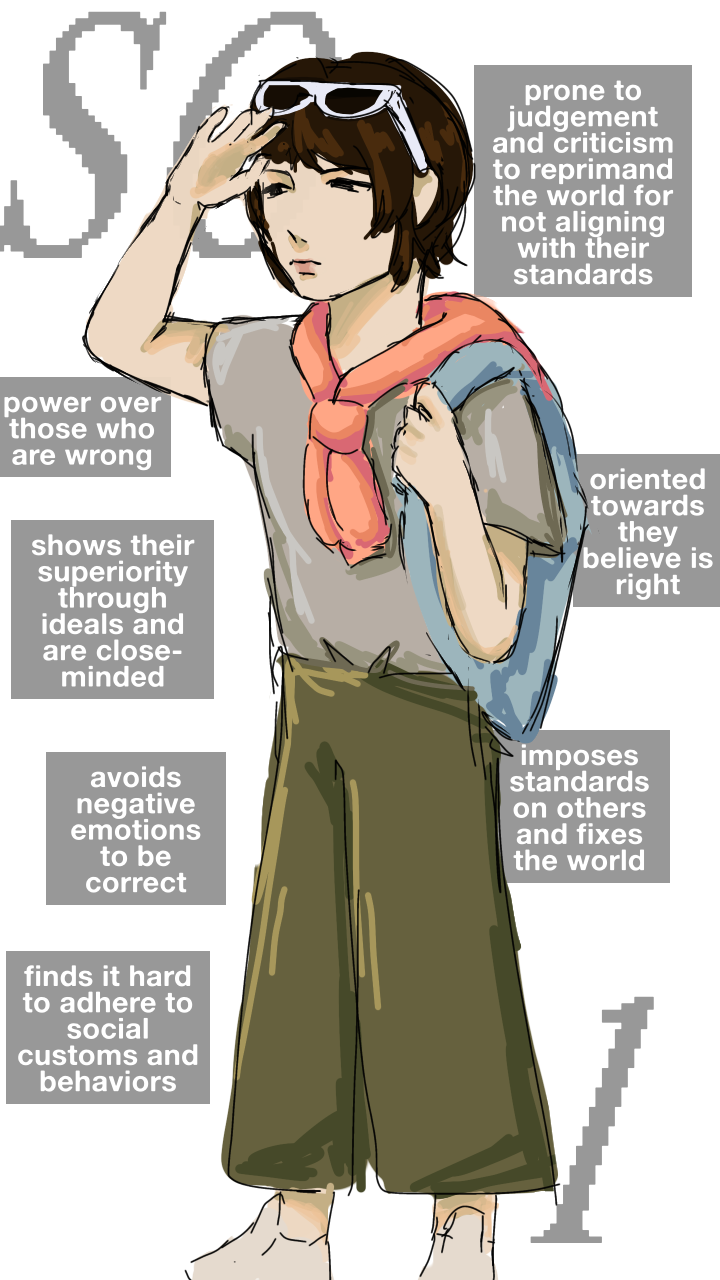 SO
prone to
judgement
and criticism
to reprimand
the world for
not aligning
with their
standards
power over
those who
are wrong
oriented
towards
they
believe is
right
shows their
superiority
through
ideals and
are close-
minded
imposes
standards
on others
and fixes
the world
avoids
negative
emotions
to be
correct
finds it hard
to adhere to
social
customs and
behaviors
1